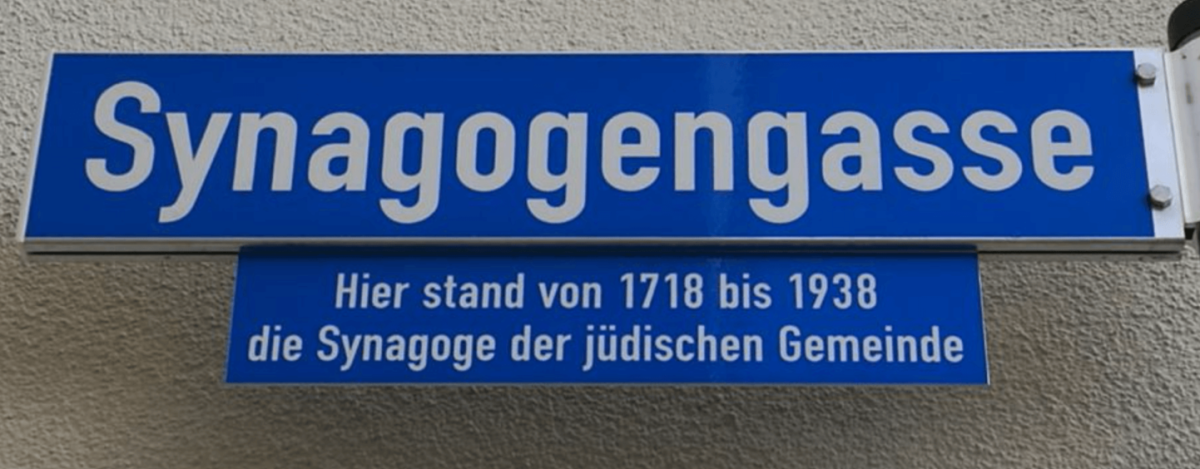 Synagogengasse
Hier stand von 1718 bis 1938
die Synagoge der jüdischen Gemeinde